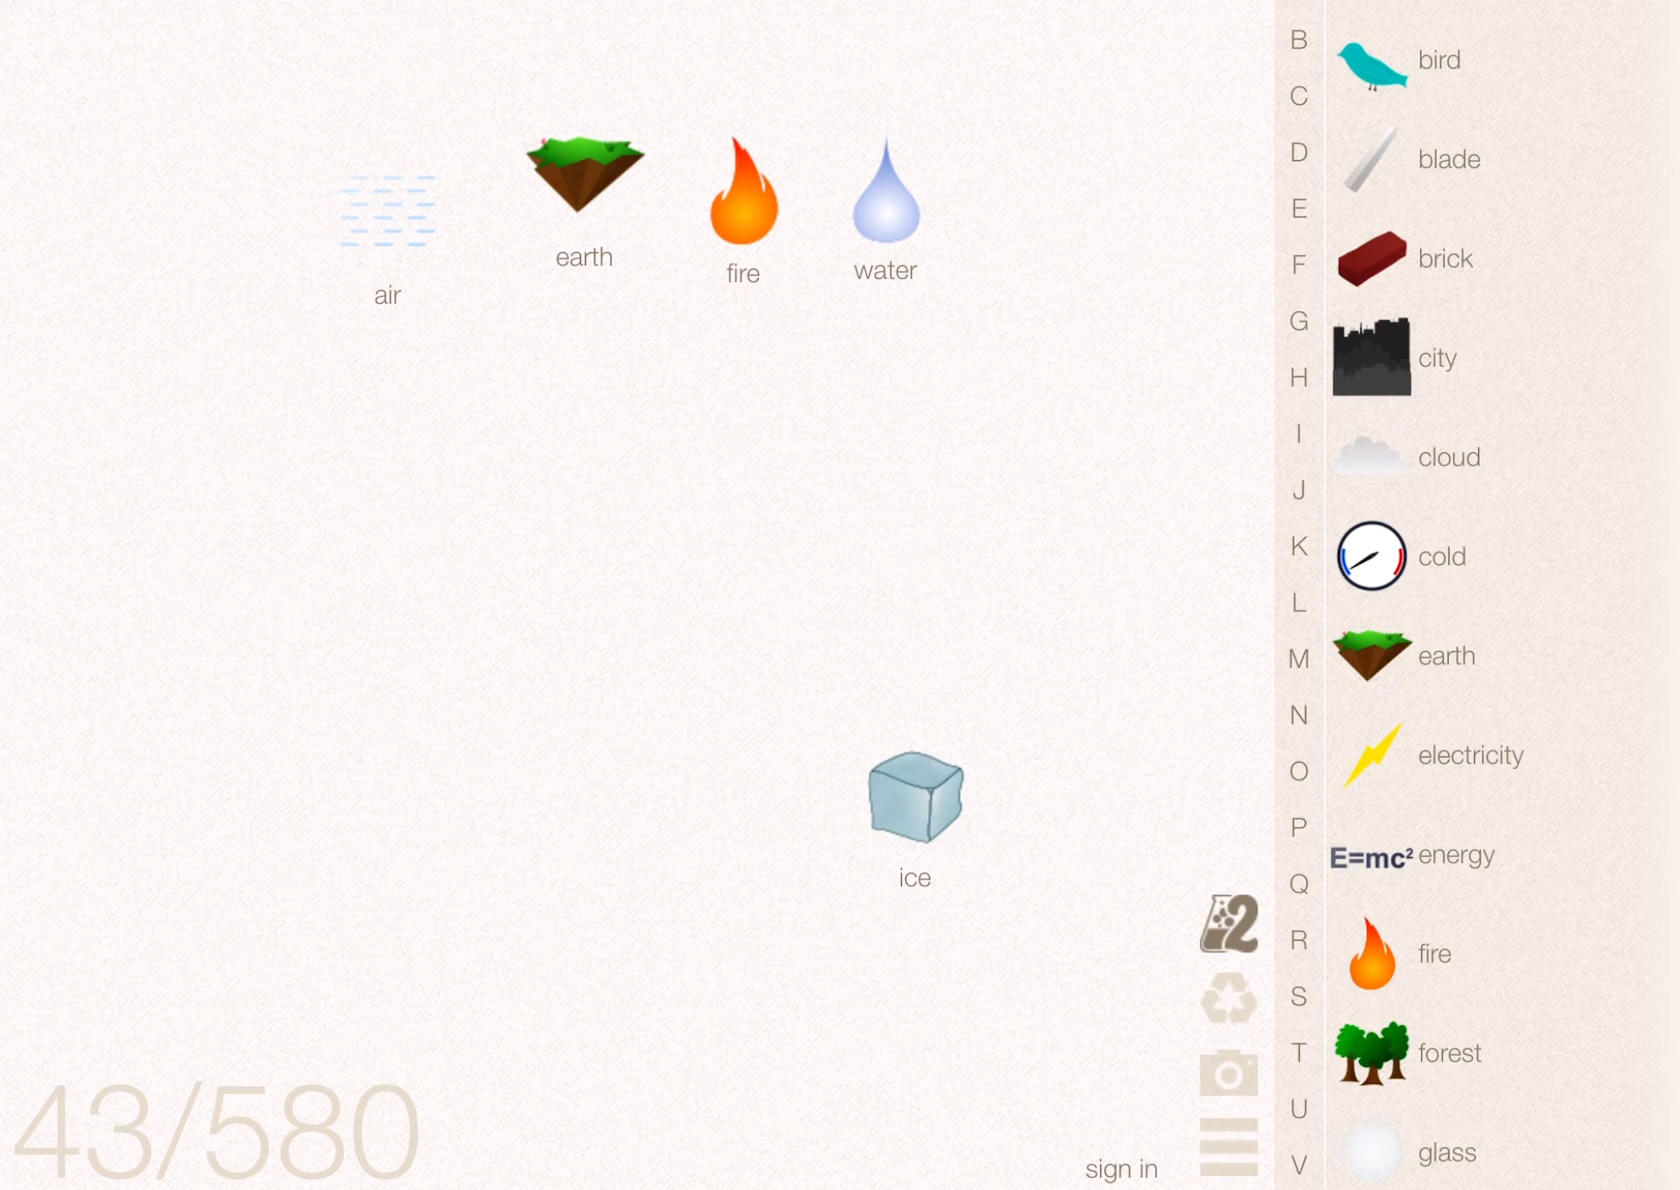 air
earth
fire
water
ice
2
43/580
sign in
B
C
D
E
F
G
H
I
J
K
L
M
N
O
P
Q
R
S
T
U
V
bird
blade
brick
city
cloud
cold
earth
electricity
E=mc² energy
fire
forest
glass